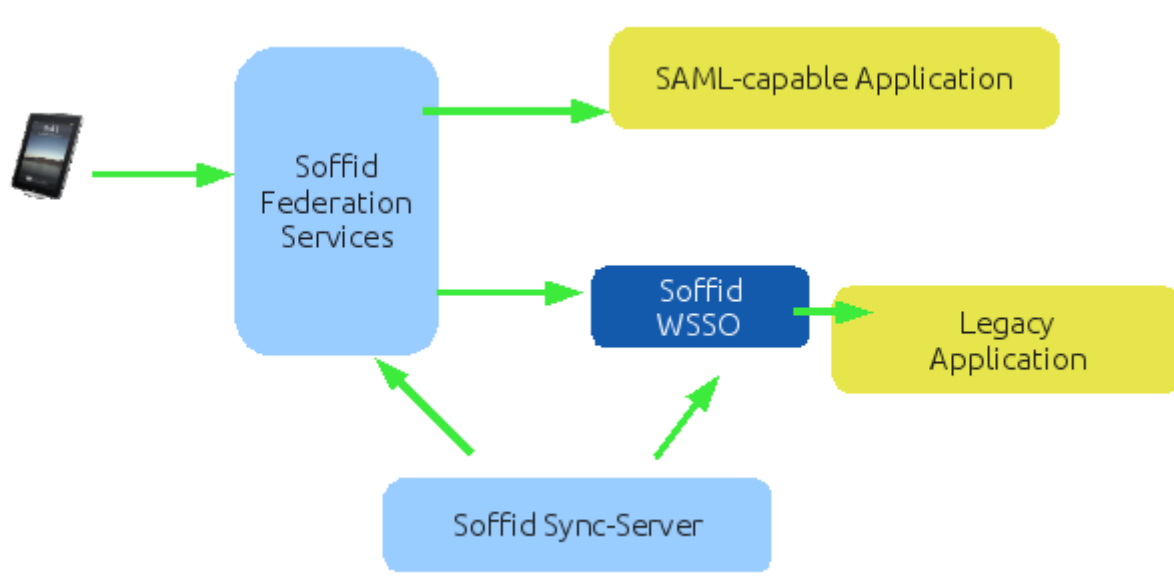 SAML-capable Application
Soffid
Federation
Services
Soffid
WSSO
Legacy
Application
Soffid Sync-Server